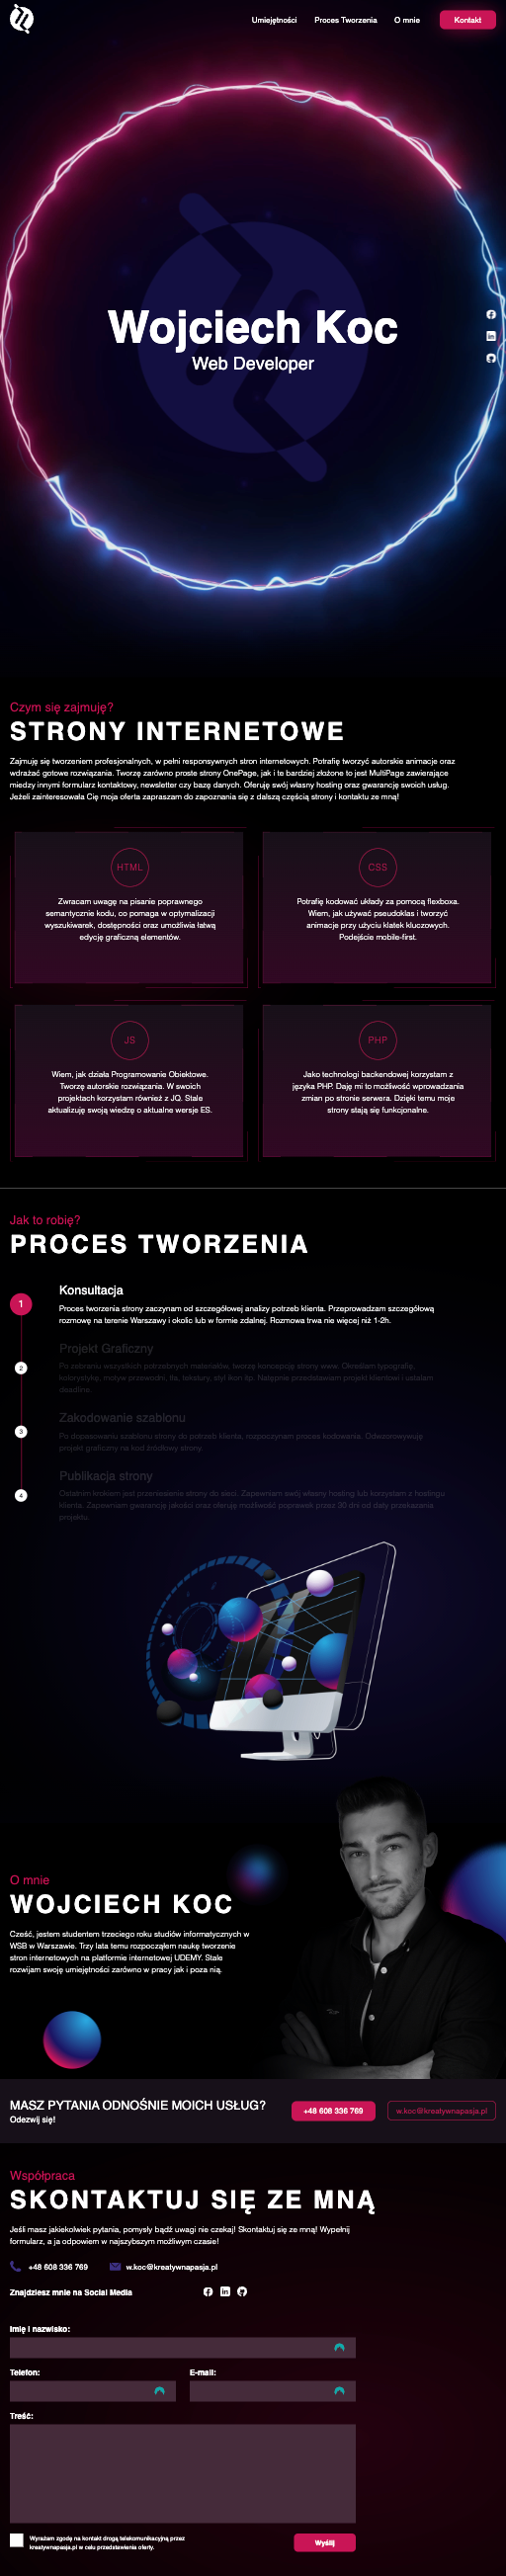 Umiejętności Proces Tworzenia O mnie Kontakt
Wojciech Koc
Web Developer
Czym się zajmuję?
STRONY INTERNETOWE
Zajmuję się tworzeniem profesjonalnych, w pełni responsywnych stron internetowych. Potrafię tworzyć autorskie animacje oraz
wdrażać gotowe rozwiązania. Tworzę zarówno proste strony OnePage, jak i te bardziej złożone to jest MultiPage zawierające
miedzy innymi formularz kontaktowy, newsletter czy bazę danych. Oferuję swój własny hosting oraz gwarancję swoich usług.
Jeżeli zainteresowała Cię moja oferta zapraszam do zapoznania się z dalszą częścią strony i kontaktu ze mną!
HTML
Zwracam uwagę na pisanie poprawnego
semantycznie kodu, co pomaga w optymalizacji
wyszukiwarek, dostępności oraz umożliwia łatwą
edycję graficzną elementów.
CSS
Potrafię kodować układy za pomocą flexboxa.
Wiem, jak używać pseudoklas i tworzyć
animacje przy użyciu klatek kluczowych.
Podejście mobile-first.
JS
Wiem, jak działa Programowanie Obiektowe.
Tworzę autorskie rozwiązania. W swoich
projektach korzystam również z JQ. Stale
aktualizuję swoją wiedzę o aktualne wersje ES.
PHP
Jako technologi backendowej korzystam z
języka PHP. Daję mi to możliwość wprowadzania
zmian po stronie serwera. Dzięki temu moje
strony stają się funkcjonalne.
Jak to robię?
PROCES TWORZENIA
1
Konsultacja
Proces tworzenia strony zaczynam od szczegółowej analizy potrzeb klienta. Przeprowadzam szczegółową
rozmowę na terenie Warszawy i okolic lub w formie zdalnej. Rozmowa trwa nie więcej niż 1-2h.
2
Projekt Graficzny
Po zebraniu wszystkich potrzebnych materiałów, tworzę koncepcję strony www. Określam typografię,
kolorystykę, motyw przewodni, tła, tekstury, styl ikon itp. Następnie przedstawiam projekt klientowi i ustalam
deadline.
3
Zakodowanie szablonu
Po dopasowaniu szablonu strony do potrzeb klienta, rozpoczynam proces kodowania. Odwzorowywuję
projekt graficzny na kod źródłowy strony.
4
Publikacja strony
Ostatnim krokiem jest przeniesienie strony do sieci. Zapewniam swój własny hosting lub korzystam z hostingu
klienta. Zapewniam gwarancję jakości oraz oferuję możliwość poprawek przez 30 dni od daty przekazania
projektu.
O mnie
WOJCIECH KOC
Cześć, jestem studentem trzeciego roku studiów informatycznych w
WSB w Warszawie. Trzy lata temu rozpocząłem naukę tworzenie
stron internetowych na platformie internetowej UDEMY. Stale
rozwijam swoję umiejętności zarówno w pracy jak i poza nią.
MASZ PYTANIA ODNOŚNIE MOICH USŁUG?
Odezwij się!
+48 608 336 769
w.koc@kreatywnapasja.pl
Współpraca
SKONTAKTUJ SIĘ ZE MNĄ
Jeśli masz jakiekolwiek pytania, pomysły bądź uwagi nie czekaj! Skontaktuj się ze mną! Wypełnij
formularz, a ja odpowiem w najszybszym możliwym czasie!
+48 608 336 769 w.koc@kreatywnapasja.pl
Znajdziesz mnie na Social Media
Imię i nazwisko:
Telefon: E-mail:
Treść:
Wyrażam zgodę na kontakt drogą telekomunikacyjną przez
kreatywnapasja.pl w celu przedstawienia oferty.
Wyślij